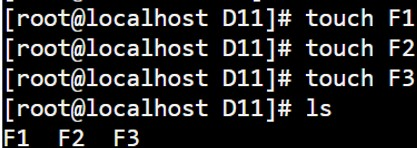 [root@localhost D11]# touch F1
[root@localhost D11]# touch F2
[root@localhost D11]# touch F3
[root@localhost D11]# ls
F1  F2  F3